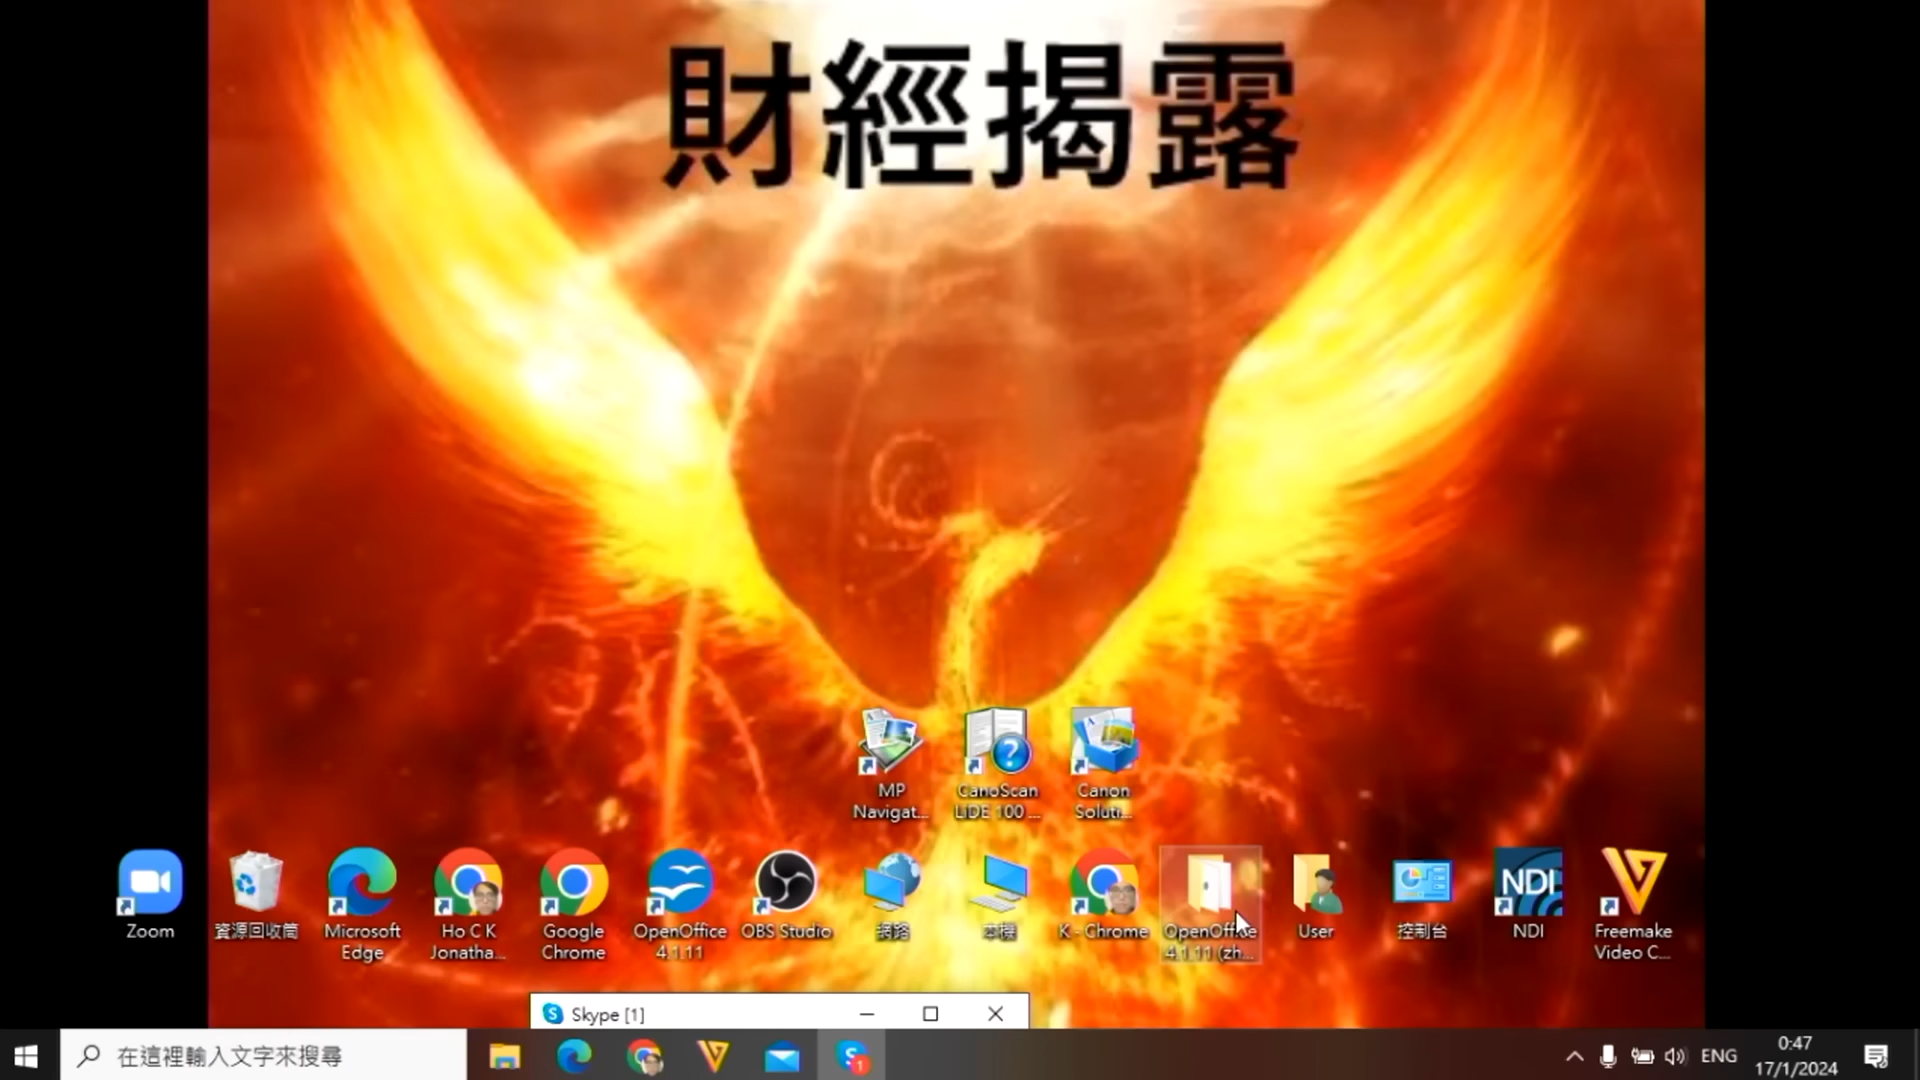 財經揭露
MP
Navigat...
CanoScan
LiDE 100 ...
Canon
Soluti...
Zoom
資源回收筒
Microsoft
Edge
Ho C K
Jonatha...
Google
Chrome
OpenOffice
4.1.11
OBS Studio
網路
本機
K - Chrome
OpenOffice
4.1.11 (zh...
User
控制台
NDI
NDI
Freemake
Video C...
Skype [1]
在這裡輸入文字來搜尋
1
ENG
0:47
17/1/2024